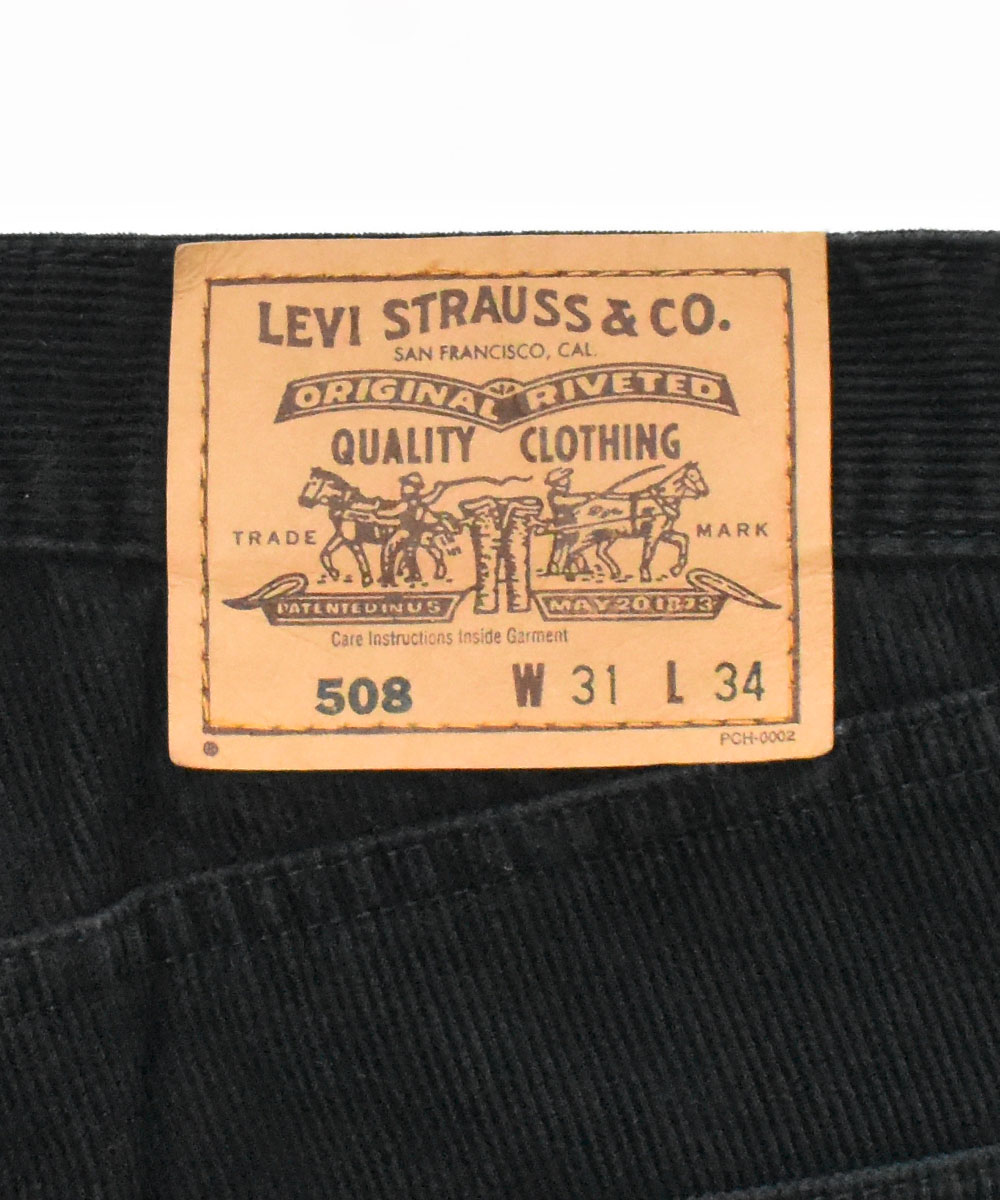 LEVI STRAUSS & CO.
SAN FRANCISCO, CAL.
ORIGINAL RIVETED
QUALITY CLOTHING
TRADE MARK
PATENTED IN U S MAY 20 1873
Care Instructions Inside Garment
508 W 31 L 34
® PCH-0002